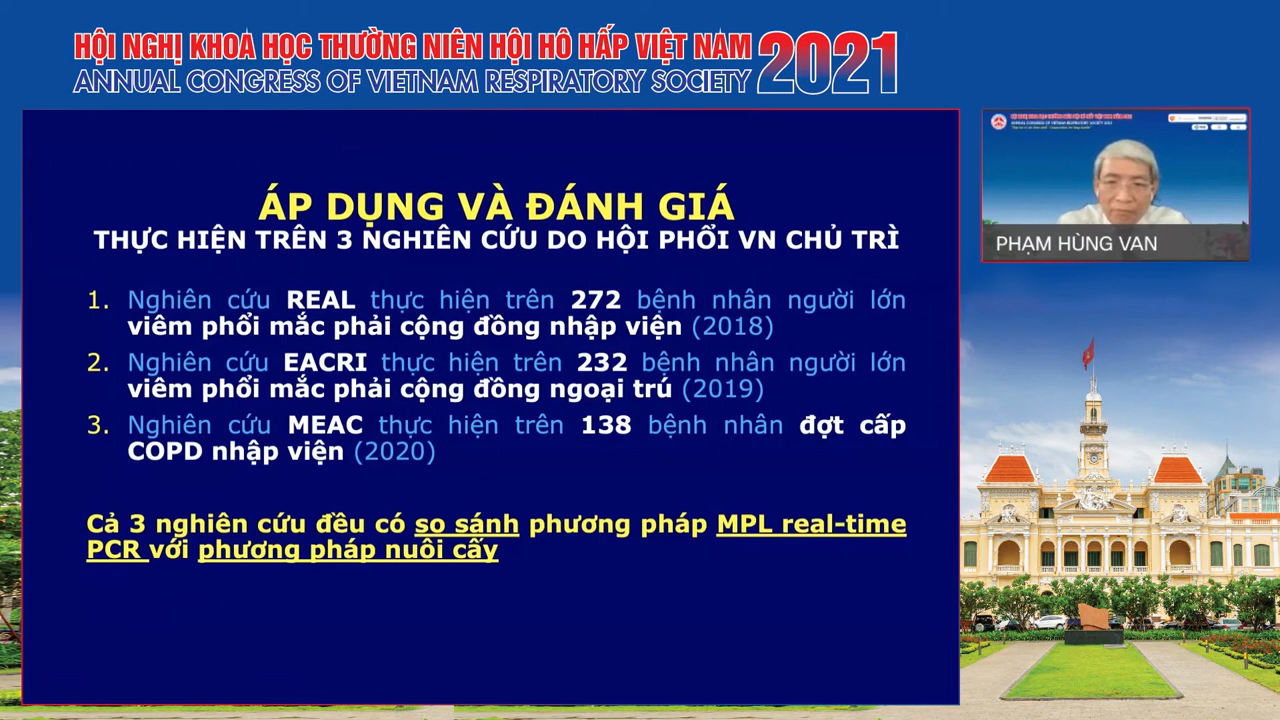 HỘI NGHỊ KHOA HỌC THƯỜNG NIÊN HỘI HÔ HẤP VIỆT NAM 2021
ANNUAL CONGRESS OF VIETNAM RESPIRATORY SOCIETY
ÁP DỤNG VÀ ĐÁNH GIÁ
THỰC HIỆN TRÊN 3 NGHIÊN CỨU DO HỘI PHỔI VN CHỦ TRÌ
1. Nghiên cứu REAL thực hiện trên 272 bệnh nhân người lớn
viêm phổi mắc phải cộng đồng nhập viện (2018)
2. Nghiên cứu EACRI thực hiện trên 232 bệnh nhân người lớn
viêm phổi mắc phải cộng đồng ngoại trú (2019)
3. Nghiên cứu MEAC thực hiện trên 138 bệnh nhân đợt cấp
COPD nhập viện (2020)
Cả 3 nghiên cứu đều có so sánh phương pháp MPL real-time
PCR với phương pháp nuôi cấy
PHẠM HÙNG VAN